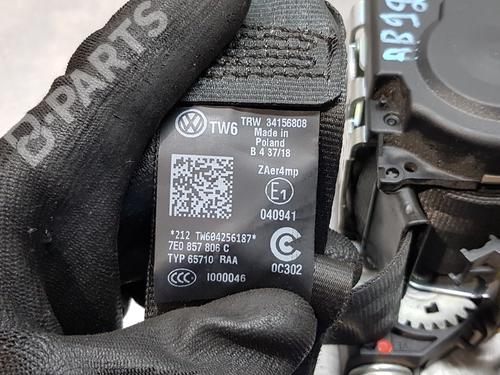 B-PARTS
AB99
TW6
TRW 34156808
Made in
Poland
B 4 37/18
ZAer4mp
E1
040941
*212 TW604256187*
7E0 857 806 C
TYP 65710 RAA
0C302
CCC
I000046